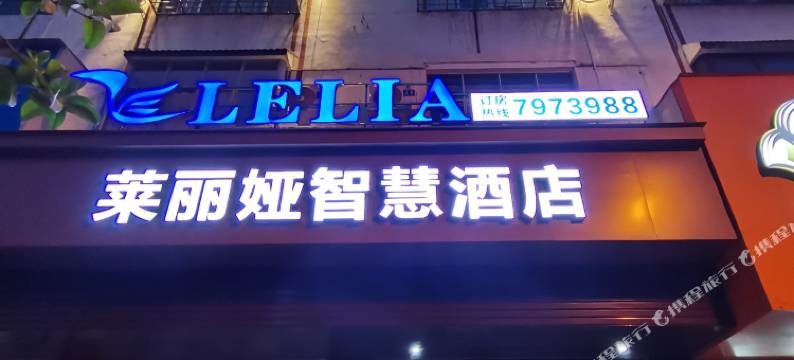 LELIA
订房
热线 7973988
莱丽娅智慧酒店
携程旅行
携程旅行